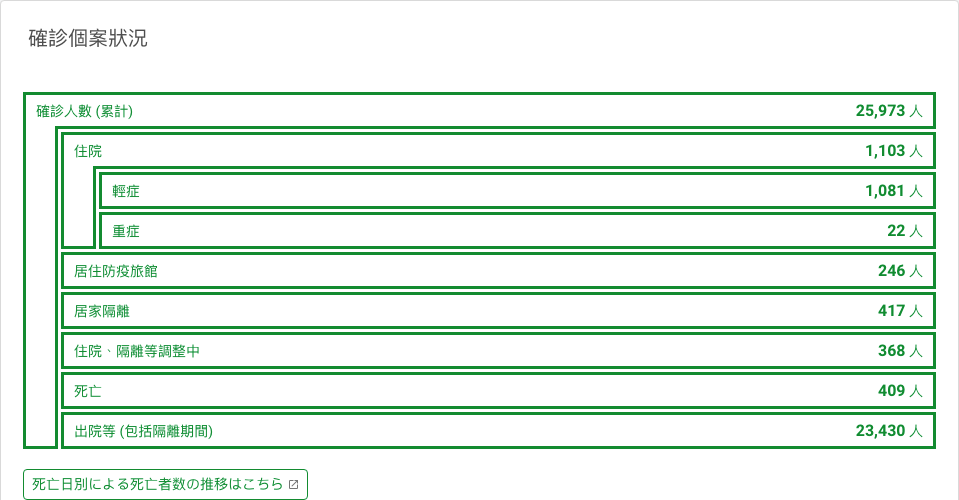 確診個案狀況
確診人數 (累計) 25,973 人
住院 1,103 人
輕症 1,081 人
重症 22 人
居住防疫旅館 246 人
居家隔離 417 人
住院、隔離等調整中 368 人
死亡 409 人
出院等 (包括隔離期間) 23,430 人
死亡日別による死亡者数の推移はこちら